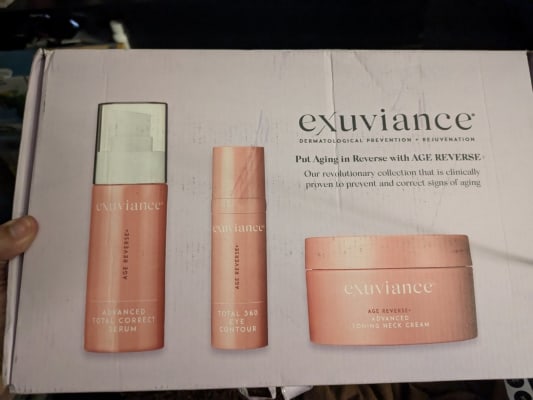 exuviance®
DERMATOLOGICAL PREVENTION + REJUVENATION
Put Aging in Reverse with AGE REVERSE+
Our revolutionary collection that is clinically
proven to prevent and correct signs of aging
exuviance®
AGE REVERSE+
ADVANCED
TOTAL CORRECT
SERUM
exuviance®
AGE REVERSE+
TOTAL 360
EYE
CONTOUR
exuviance®
AGE REVERSE+
ADVANCED
TONING NECK CREAM